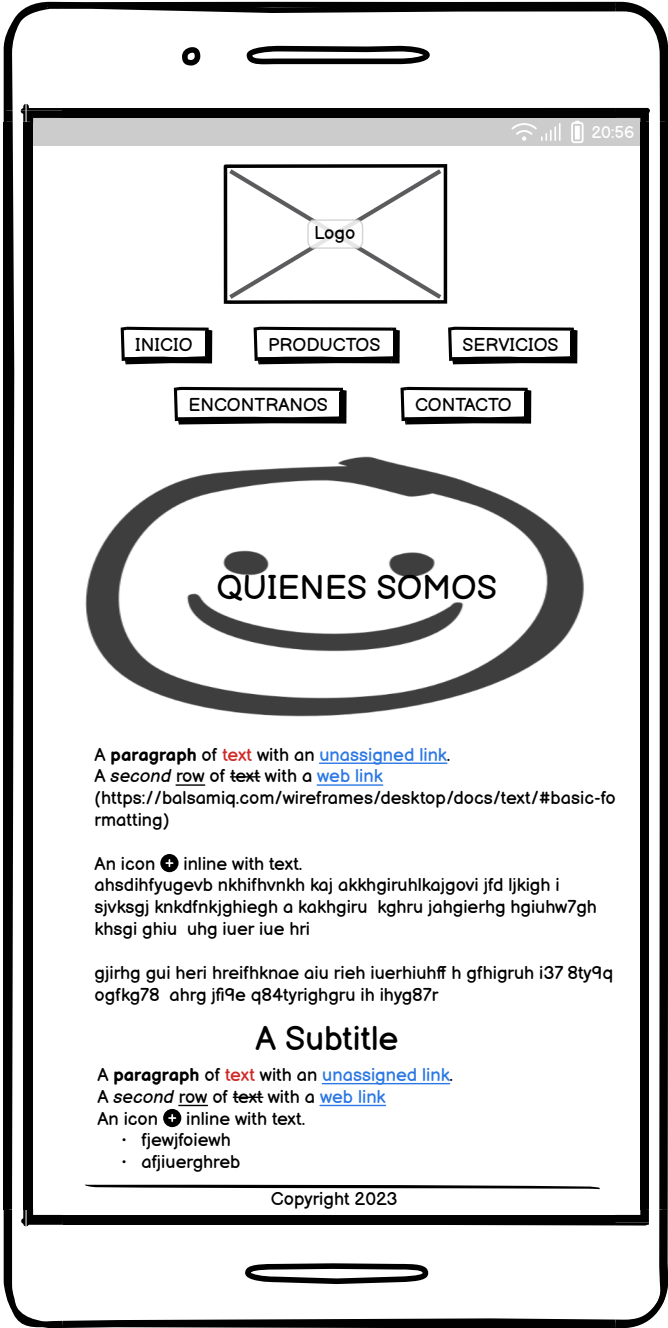 20:56
Logo
INICIO PRODUCTOS SERVICIOS
ENCONTRANOS CONTACTO
QUIENES SOMOS
A paragraph of text with an unassigned link.
A second row of text with a web link
(https://balsamiq.com/wireframes/desktop/docs/text/#basic-fo
rmatting)
An icon inline with text.
ahsdihfyugevb nkhifhvnkh kaj akkhgiruhlkajgovi jfd ljkigh i
sjvksgj knkdfnkjghiegh a kakhgiru kghru jahgierhg hgiuhw7gh
khsgi ghiu uhg iuer iue hri
gjirhg gui heri hreifhknae aiu rieh iuerhiuhff h gfhigruh i37 8ty9q
ogfkg78 ahrg jfi9e q84tyrighgru ih ihyg87r
A Subtitle
A paragraph of text with an unassigned link.
A second row of text with a web link
An icon inline with text.
· fjewjfoiewh
· afjiuerghreb
Copyright 2023